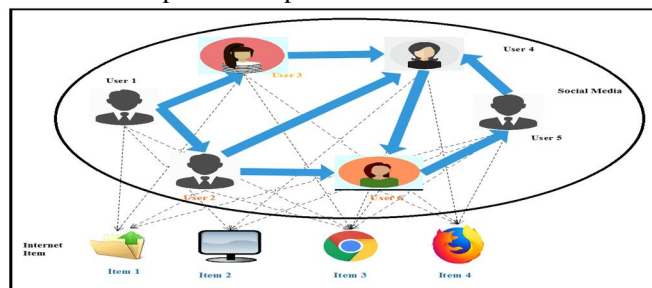 User 1
User 3
User 4
Social Media
User 5
User 2
User 6
Internet
Item
Item 1
Item 2
Item 3
Item 4